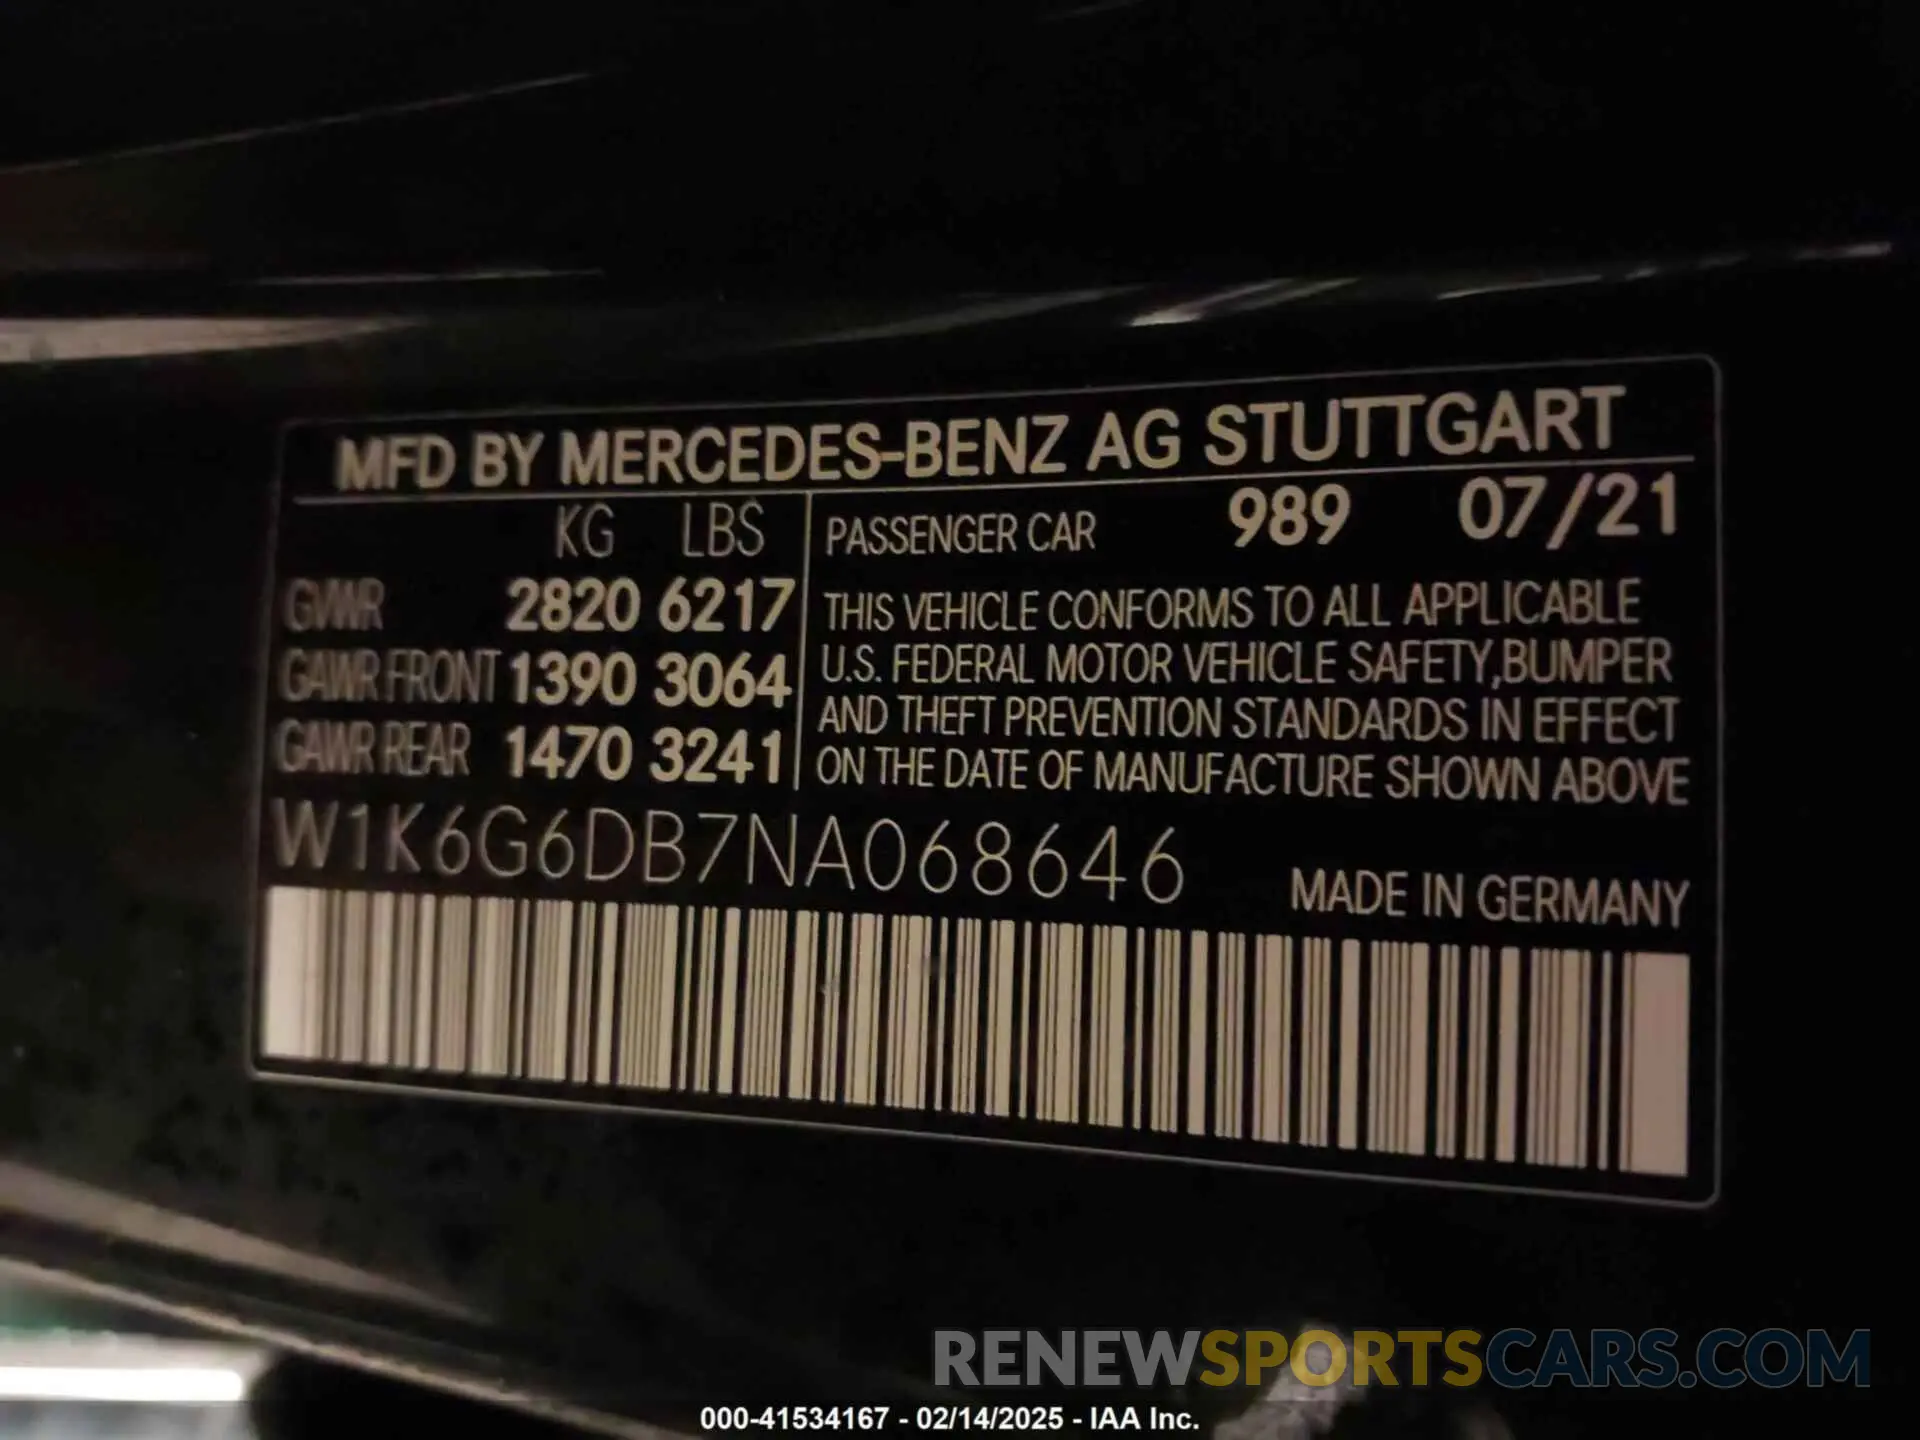 MFD BY MERCEDES-BENZ AG STUTTGART
KG LBS
GVWR 2820 6217
GAWR FRONT 1390 3064
GAWR REAR 1470 3241
PASSENGER CAR 989 07/21
THIS VEHICLE CONFORMS TO ALL APPLICABLE
U.S. FEDERAL MOTOR VEHICLE SAFETY,BUMPER
AND THEFT PREVENTION STANDARDS IN EFFECT
ON THE DATE OF MANUFACTURE SHOWN ABOVE
W1K6G6DB7NA068646
MADE IN GERMANY
RENEWSPORTSCARS.COM
000-41534167 - 02/14/2025 - IAA Inc.